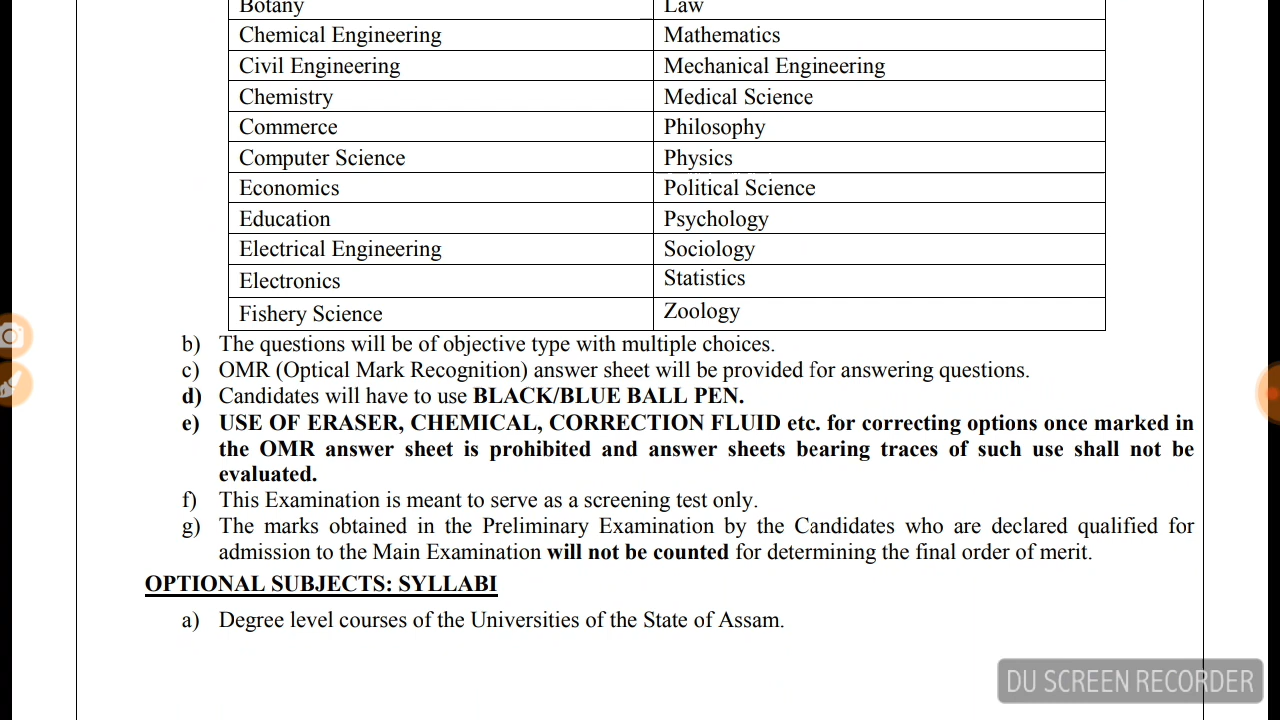 Botany Law
Chemical Engineering Mathematics
Civil Engineering Mechanical Engineering
Chemistry Medical Science
Commerce Philosophy
Computer Science Physics
Economics Political Science
Education Psychology
Electrical Engineering Sociology
Electronics Statistics
Fishery Science Zoology
b) The questions will be of objective type with multiple choices.
c) OMR (Optical Mark Recognition) answer sheet will be provided for answering questions.
d) Candidates will have to use BLACK/BLUE BALL PEN.
e) USE OF ERASER, CHEMICAL, CORRECTION FLUID etc. for correcting options once marked in
the OMR answer sheet is prohibited and answer sheets bearing traces of such use shall not be
evaluated.
f) This Examination is meant to serve as a screening test only.
g) The marks obtained in the Preliminary Examination by the Candidates who are declared qualified for
admission to the Main Examination will not be counted for determining the final order of merit.
OPTIONAL SUBJECTS: SYLLABI
a) Degree level courses of the Universities of the State of Assam.
DU SCREEN RECORDER